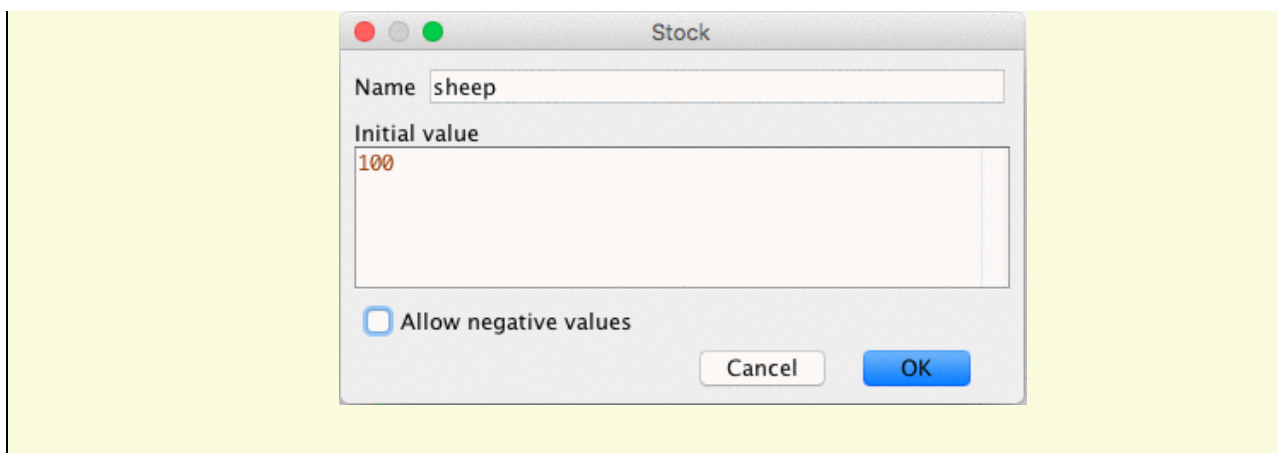 Stock
Name sheep
Initial value
100
Allow negative values
Cancel OK